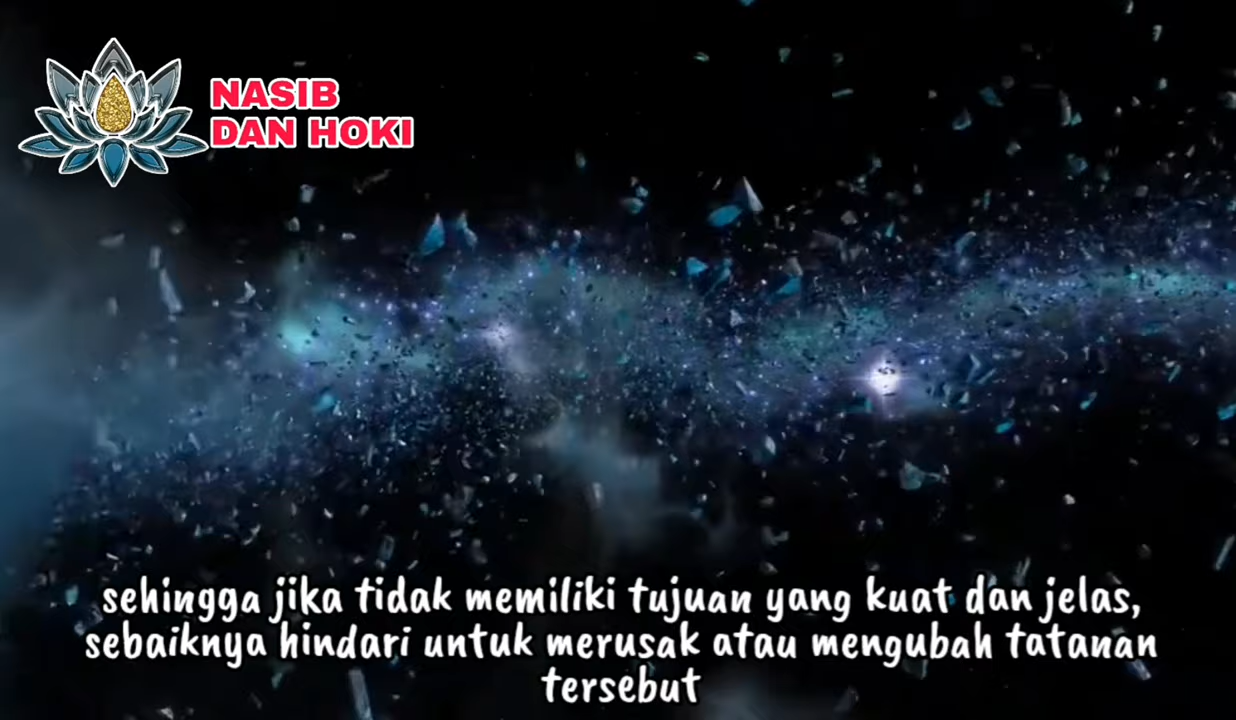 NASIB
DAN HOKI
sehingga jika tidak memiliki tujuan yang kuat dan jelas,
sebaiknya hindari untuk merusak atau mengubah tatanan
tersebut